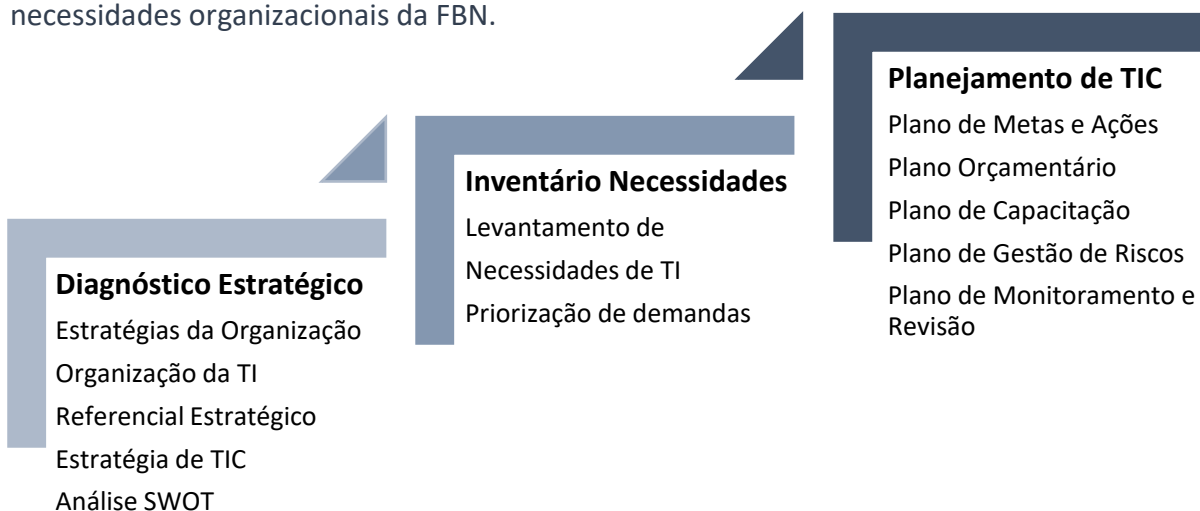 necessidades organizacionais da FBN.
Diagnóstico Estratégico
Estratégias da Organização
Organização da TI
Referencial Estratégico
Estratégia de TIC
Análise SWOT
Inventário Necessidades
Levantamento de
Necessidades de TI
Priorização de demandas
Planejamento de TIC
Plano de Metas e Ações
Plano Orçamentário
Plano de Capacitação
Plano de Gestão de Riscos
Plano de Monitoramento e
Revisão